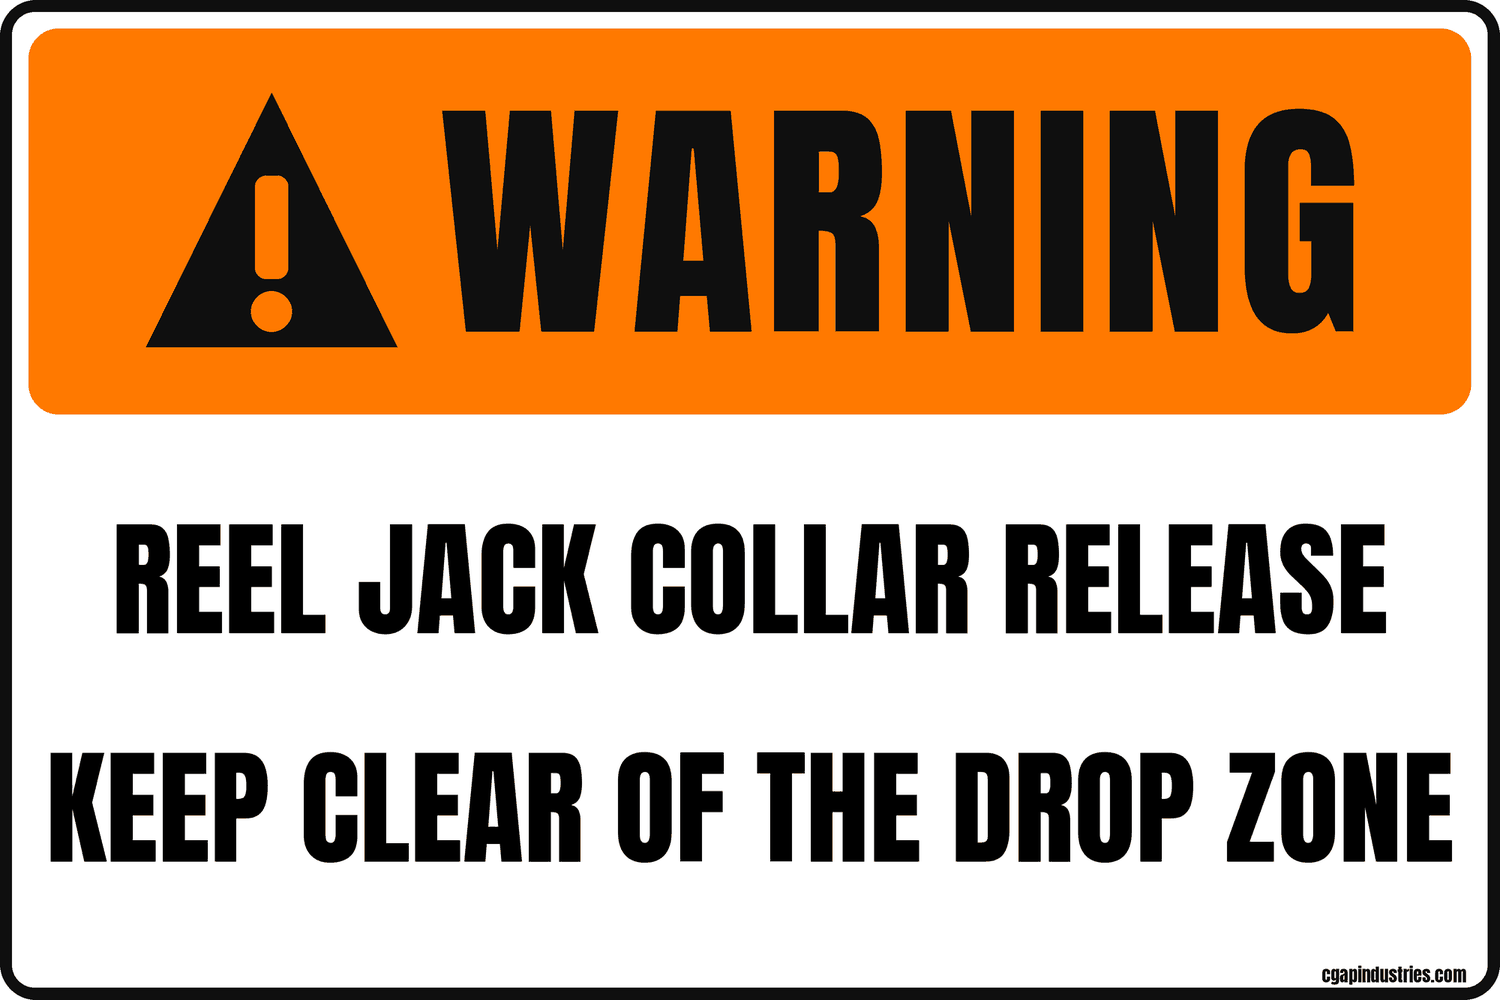 WARNING
REEL JACK COLLAR RELEASE
KEEP CLEAR OF THE DROP ZONE
cgapindustries.com